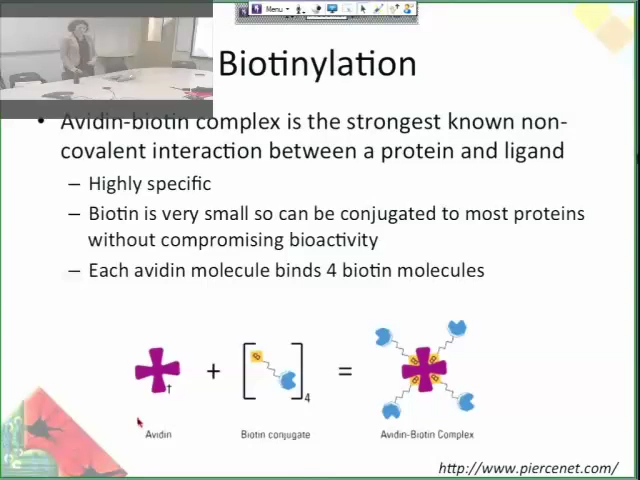 Menu
Biotinylation
• Avidin-biotin complex is the strongest known non-
covalent interaction between a protein and ligand
– Highly specific
– Biotin is very small so can be conjugated to most proteins
without compromising bioactivity
– Each avidin molecule binds 4 biotin molecules
B
+
4
=
B B
B B
Avidin
Biotin conjugate
Avidin-Biotin Complex
http://www.piercenet.com/